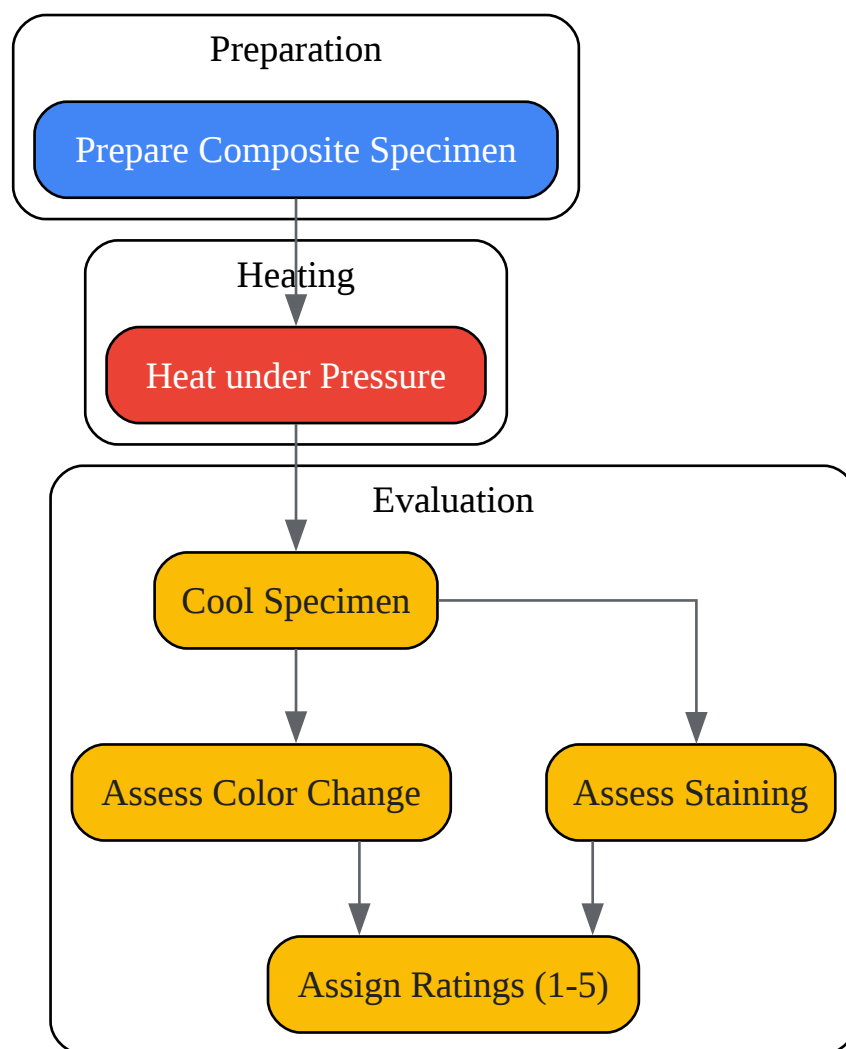 Preparation
Prepare Composite Specimen
Heating
Heat under Pressure
Evaluation
Cool Specimen
Assess Color Change
Assess Staining
Assign Ratings (1-5)